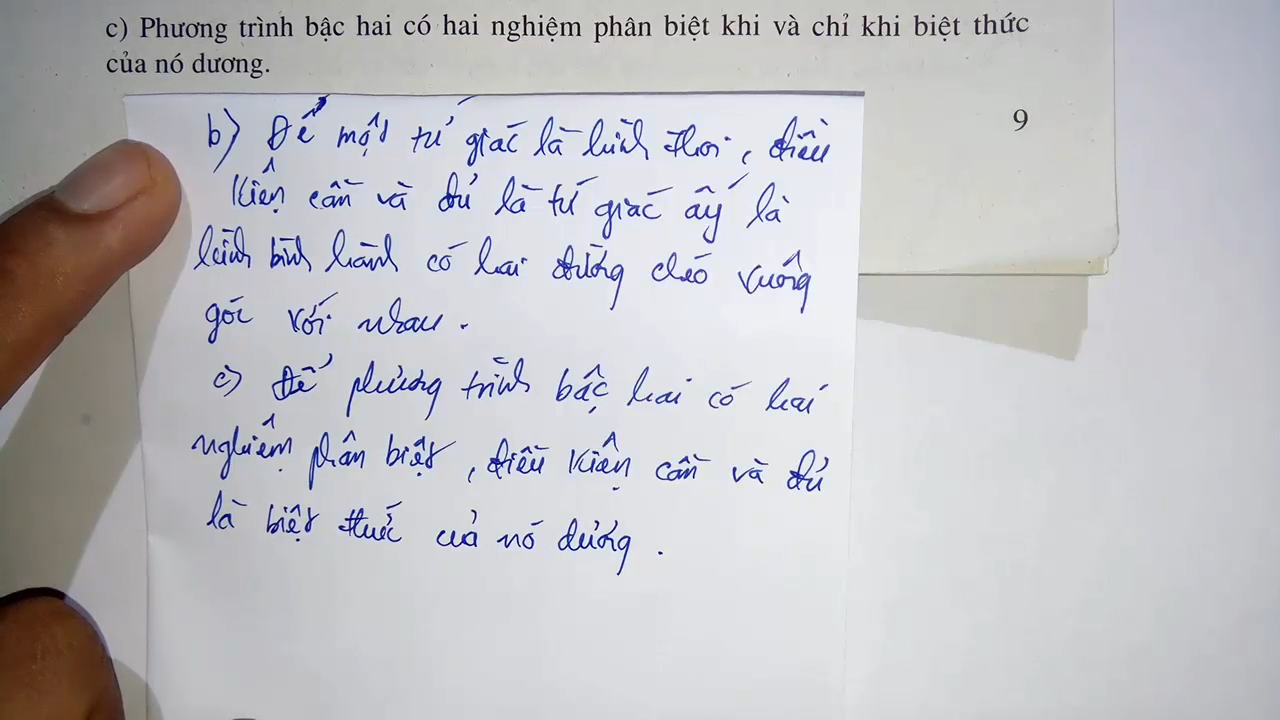 c) Phương trình bậc hai có hai nghiệm phân biệt khi và chỉ khi biệt thức
của nó dương.
9
b) Để một tứ giác là hình thoi, điều
kiện cần và đủ là tứ giác ấy là
hình bình hành có hai đường chéo vuông
góc với nhau.
c) Để phương trình bậc hai có hai
nghiệm phân biệt, điều kiện cần và đủ
là biệt thức của nó dương.